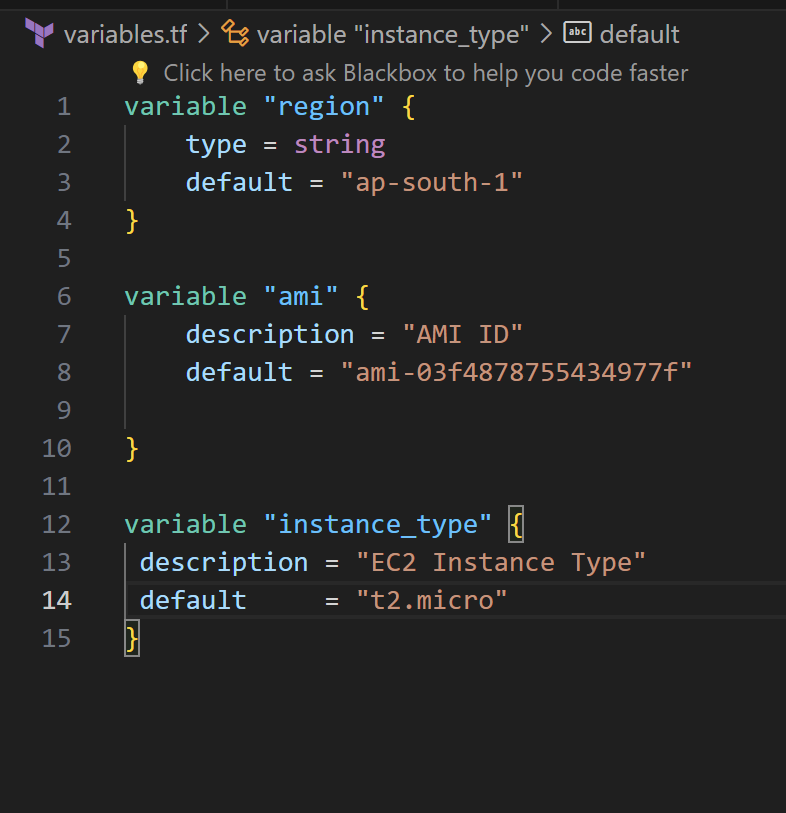 variables.tf > variable "instance_type" > abc default
Click here to ask Blackbox to help you code faster
1 variable "region" {
2     type = string
3     default = "ap-south-1"
4 }
5
6 variable "ami" {
7     description = "AMI ID"
8     default = "ami-03f4878755434977f"
9
10 }
11
12 variable "instance_type" {
13  description = "EC2 Instance Type"
14  default     = "t2.micro"
15 }